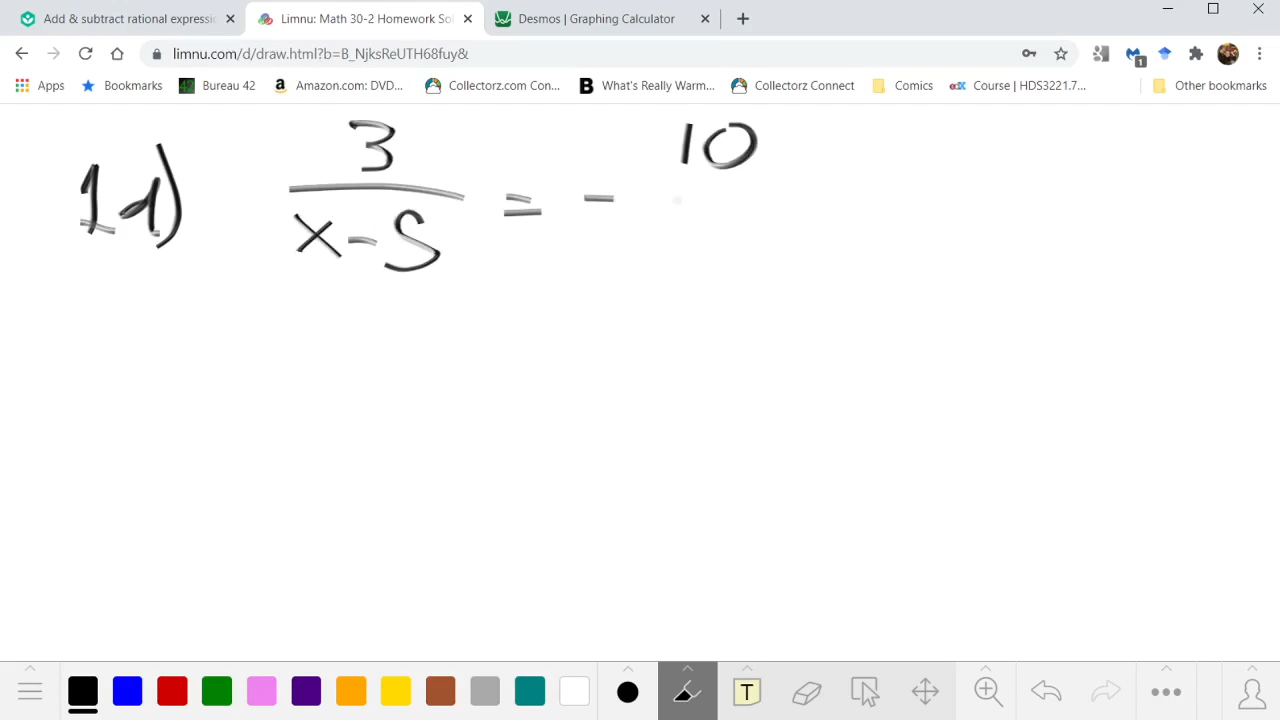 Add & subtract rational expressi
Limnu: Math 30-2 Homework Sol
Desmos | Graphing Calculator
limnu.com/d/draw.html?b=B_NjksReUTH68fuy&
1
Apps
Bookmarks
Bureau 42
Amazon.com: DVD...
Collectorz.com Con...
What's Really Warm...
Collectorz Connect
Comics
Course | HDS3221.7...
Other bookmarks
1d) 3/(x-5) = - 10
T